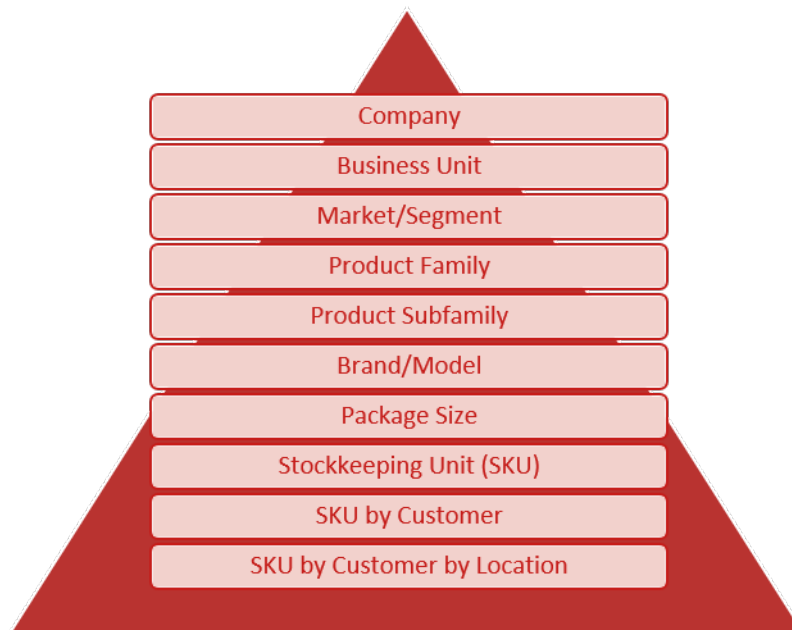 Company
Business Unit
Market/Segment
Product Family
Product Subfamily
Brand/Model
Package Size
Stockkeeping Unit (SKU)
SKU by Customer
SKU by Customer by Location